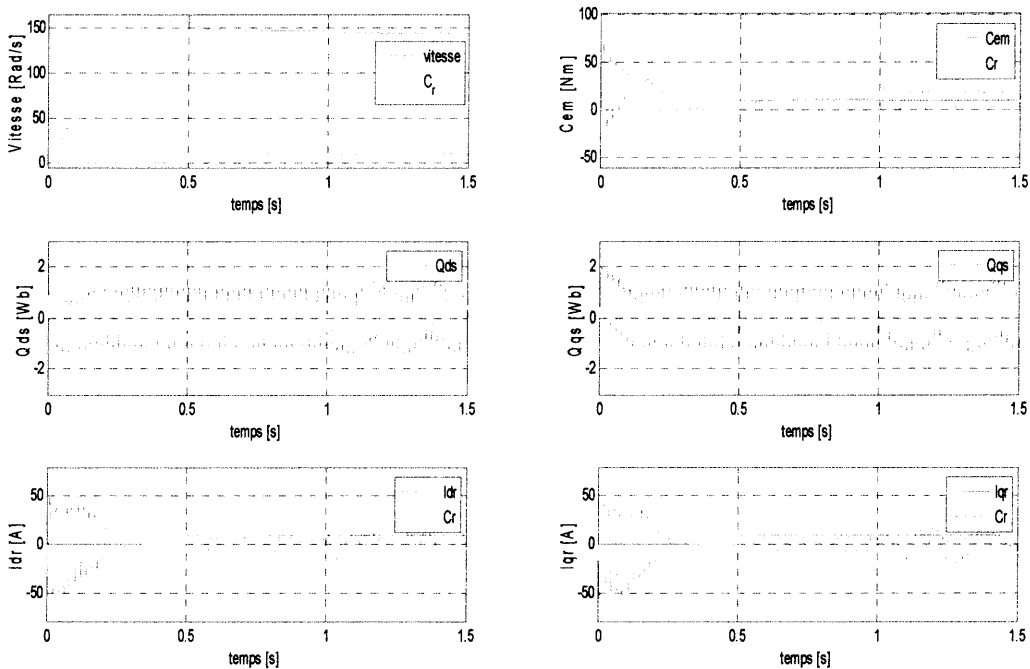 150
100
50
0
Vitesse [Rad/s]
vitesse
C_r
0
0.5
1
1.5
temps [s]
100
50
0
-50
Cem [Nm]
Cem
Cr
0
0.5
1
1.5
temps [s]
2
0
-2
Qds [Wb]
Qds
0
0.5
1
1.5
temps [s]
2
0
-2
Qqs [Wb]
Qqs
0
0.5
1
1.5
temps [s]
50
0
-50
Idr [A]
Idr
Cr
0
0.5
1
1.5
temps [s]
50
0
-50
Iqr [A]
Iqr
Cr
0
0.5
1
1.5
temps [s]